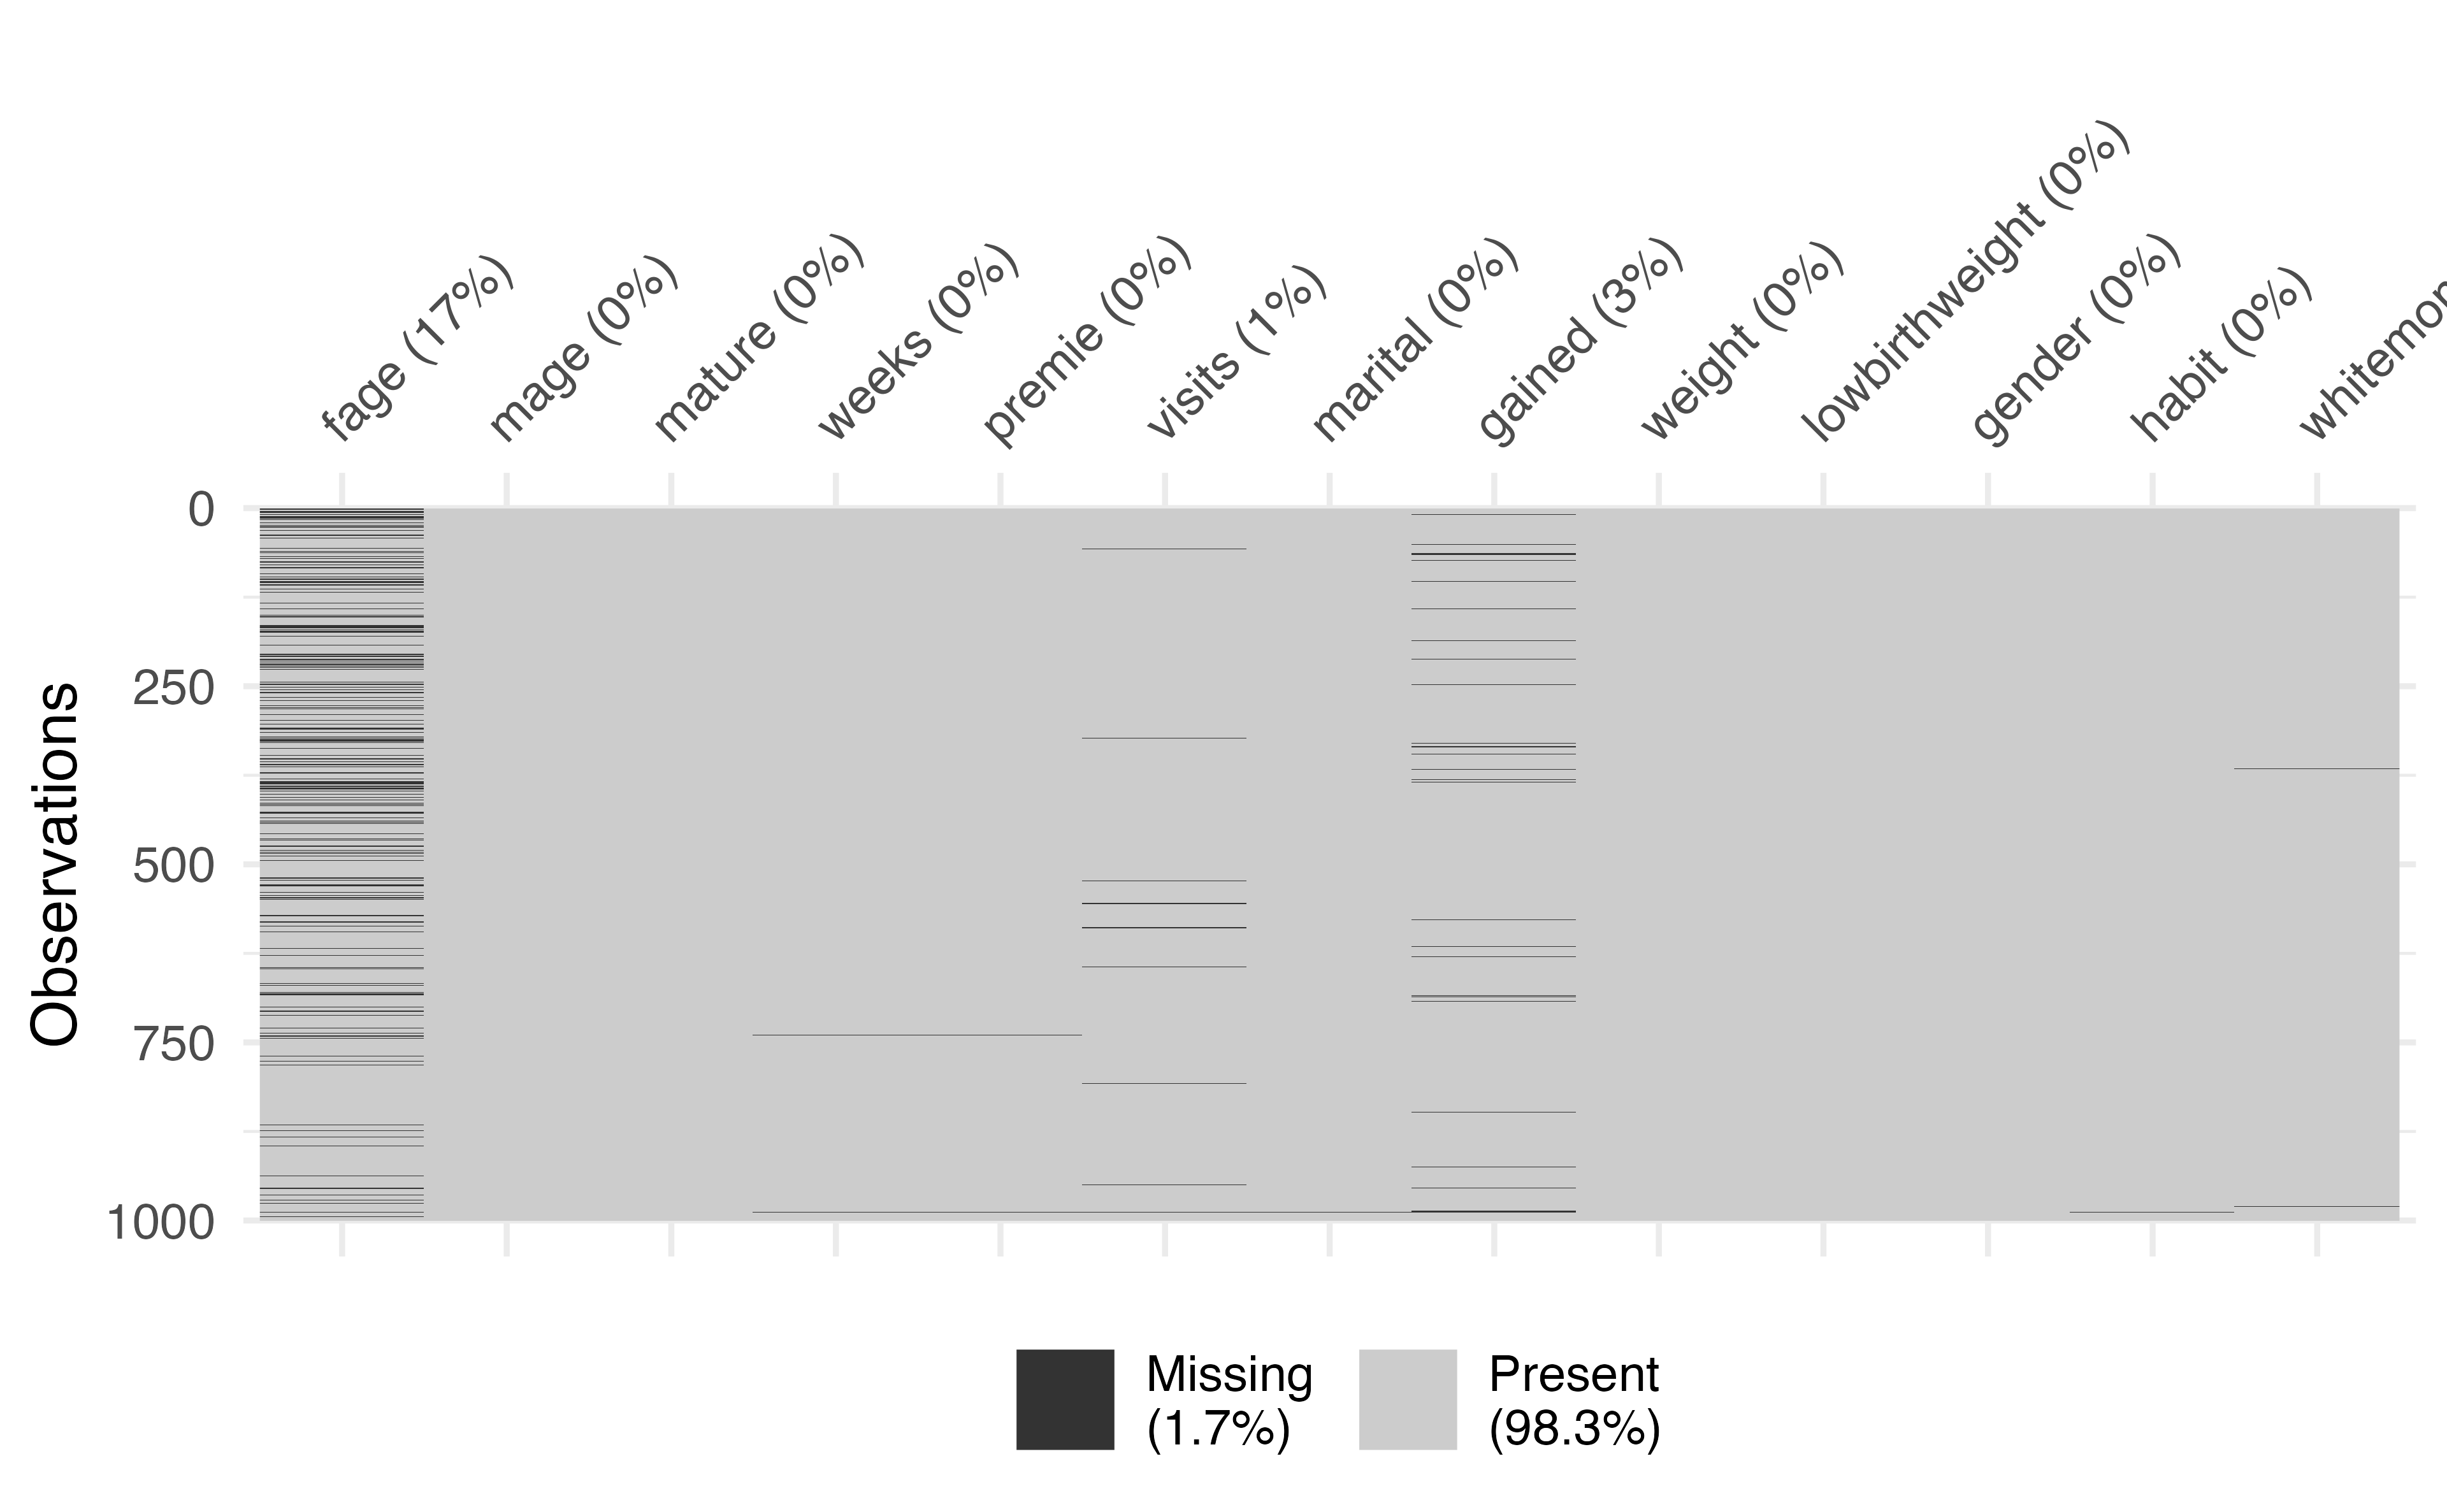 fage (17%)
mage (0%)
mature (0%)
weeks (0%)
premie (0%)
visits (1%)
marital (0%)
gained (3%)
weight (0%)
lowbirthweight (0%)
gender (0%)
habit (0%)
Observations
0
250
500
750
1000
Missing
(1.7%)
Present
(98.3%)